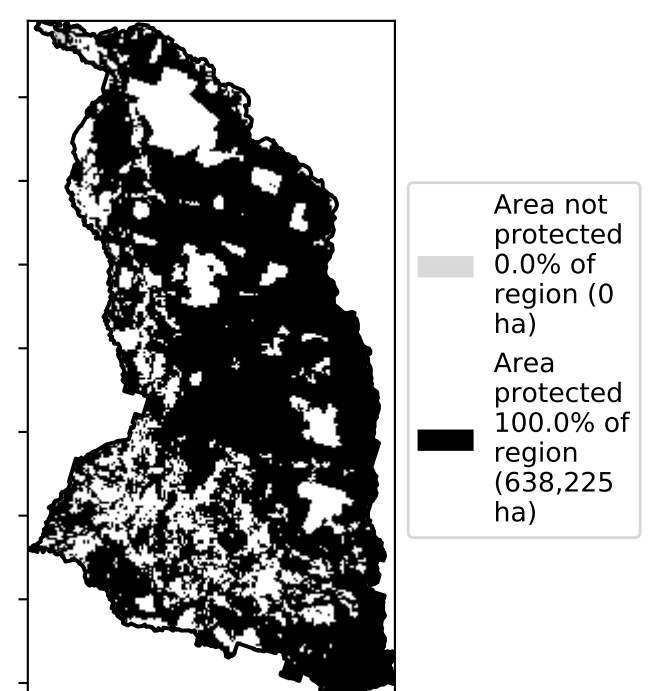 Area not
protected
0.0% of
region (0
ha)
Area
protected
100.0% of
region
(638,225
ha)